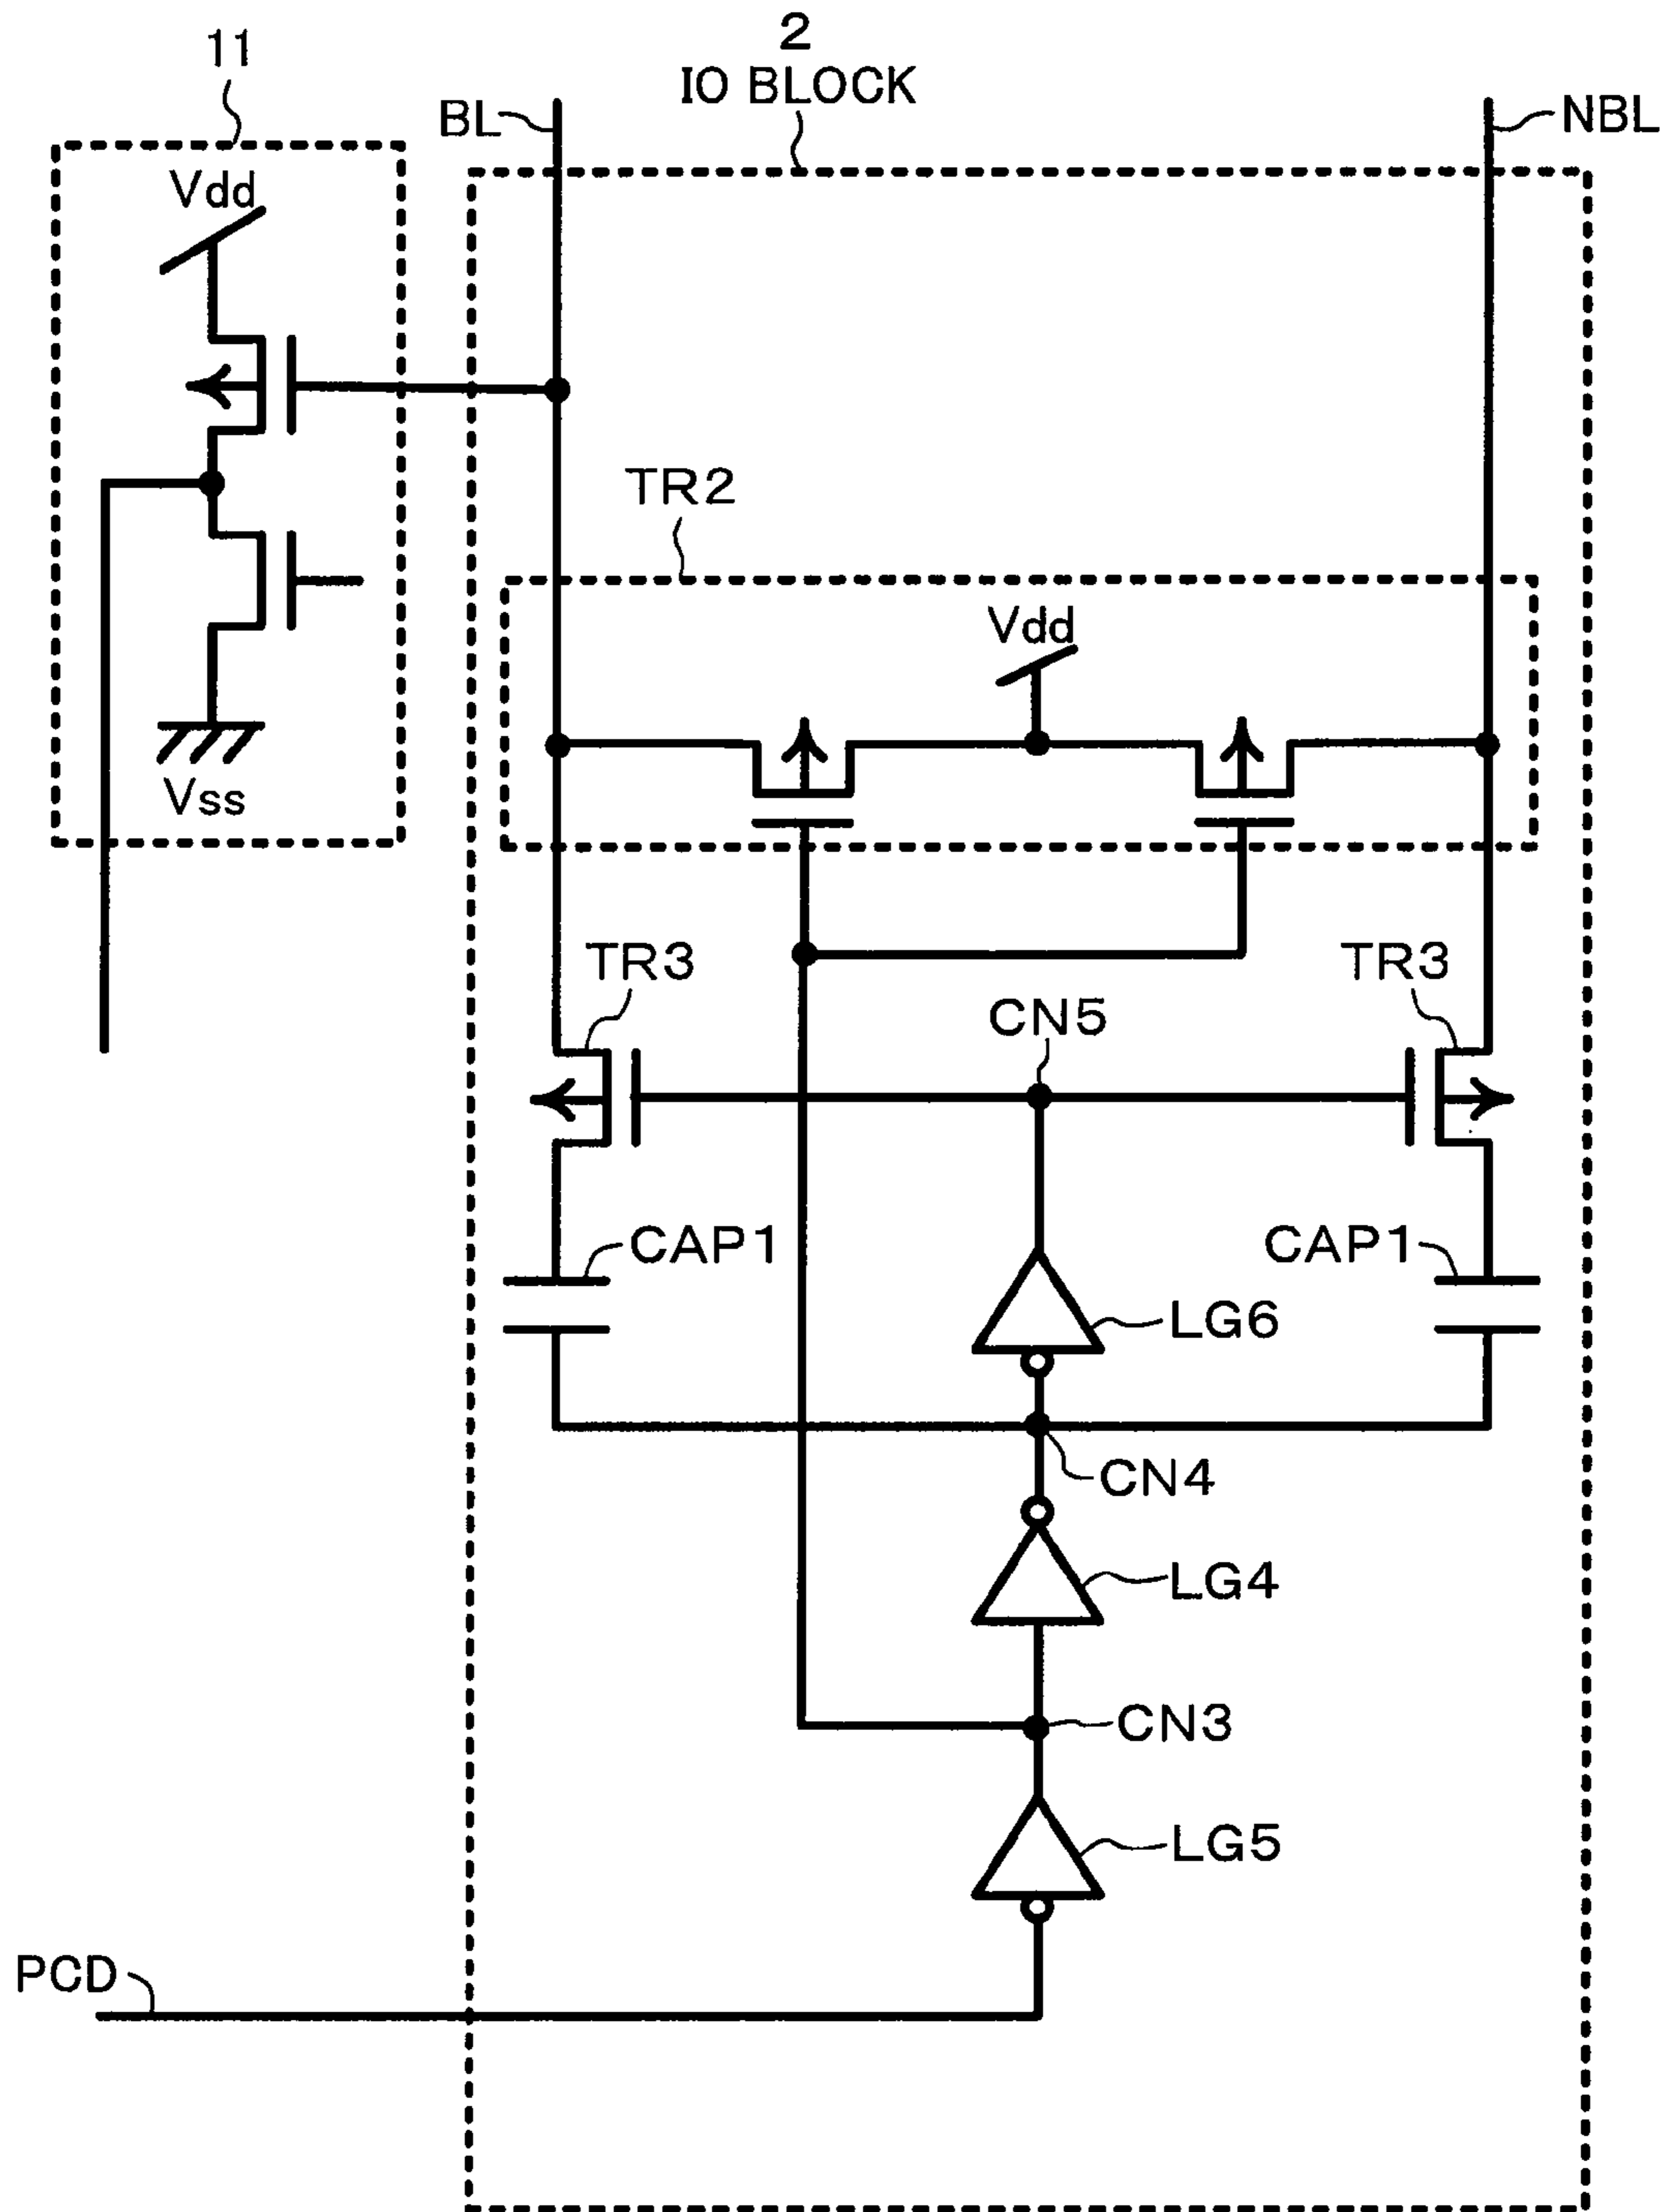 11
2
IO BLOCK
BL
NBL
Vdd
TR2
Vdd
Vss
TR3
TR3
CN5
CAP1
CAP1
LG6
CN4
LG4
CN3
LG5
PCD